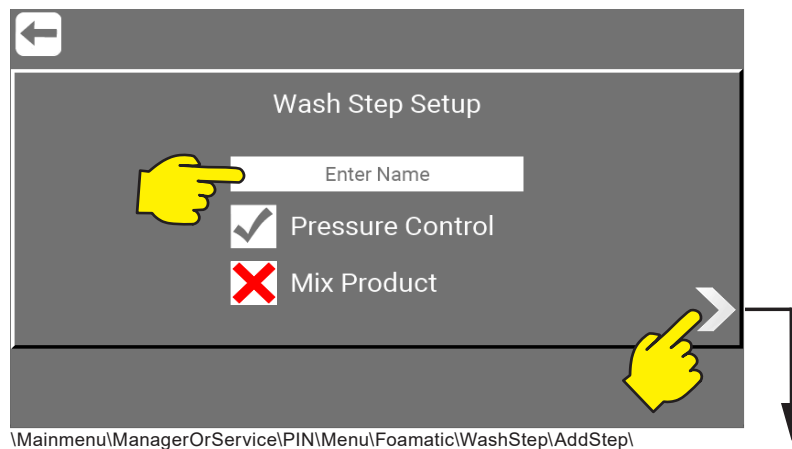 Wash Step Setup
Enter Name
Pressure Control
Mix Product
\Mainmenu\ManagerOrService\PIN\Menu\Foamatic\WashStep\AddStep\